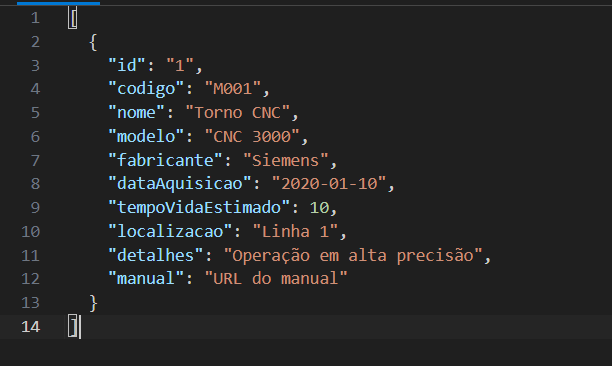 1 [
2 {
3 "id": "1",
4 "codigo": "M001",
5 "nome": "Torno CNC",
6 "modelo": "CNC 3000",
7 "fabricante": "Siemens",
8 "dataAquisicao": "2020-01-10",
9 "tempoVidaEstimado": 10,
10 "localizacao": "Linha 1",
11 "detalhes": "Operação em alta precisão",
12 "manual": "URL do manual"
13 }
14 ]